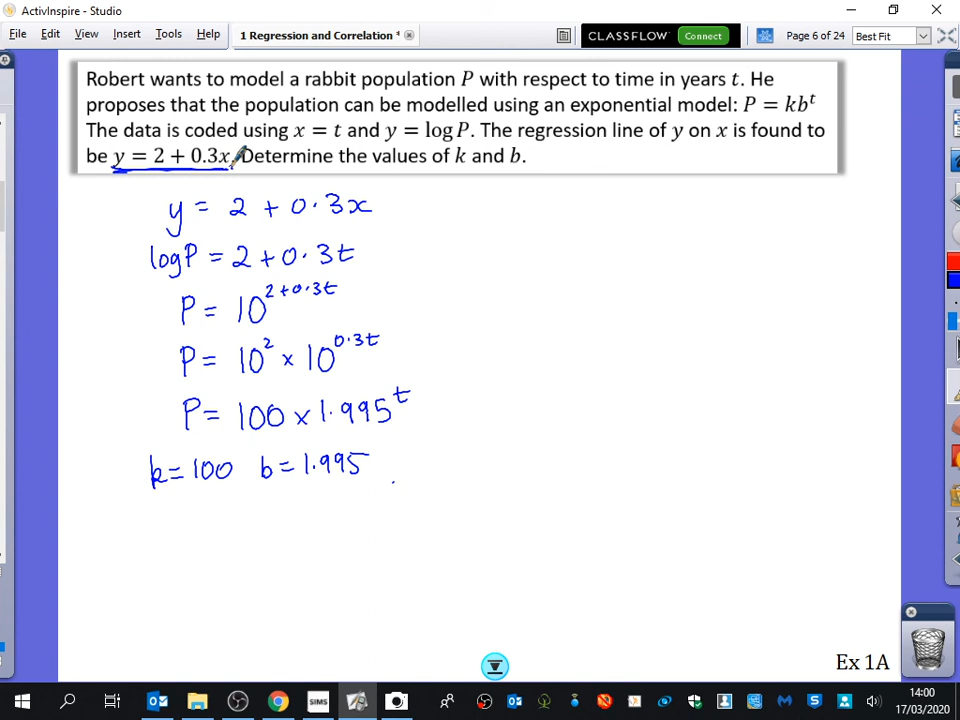 ActivInspire - Studio
File Edit View Insert Tools Help
1 Regression and Correlation *
CLASSFLOW Connect
Page 6 of 24
Best Fit
Robert wants to model a rabbit population P with respect to time in years t. He
proposes that the population can be modelled using an exponential model: P = kb^t
The data is coded using x = t and y = log P. The regression line of y on x is found to
be y = 2 + 0.3x. Determine the values of k and b.
y = 2 + 0.3x
log P = 2 + 0.3t
P = 10^(2+0.3t)
P = 10^2 × 10^(0.3t)
P = 100 × 1.995^t
k = 100 b = 1.995
Ex 1A
SIMS
14:00
17/03/2020